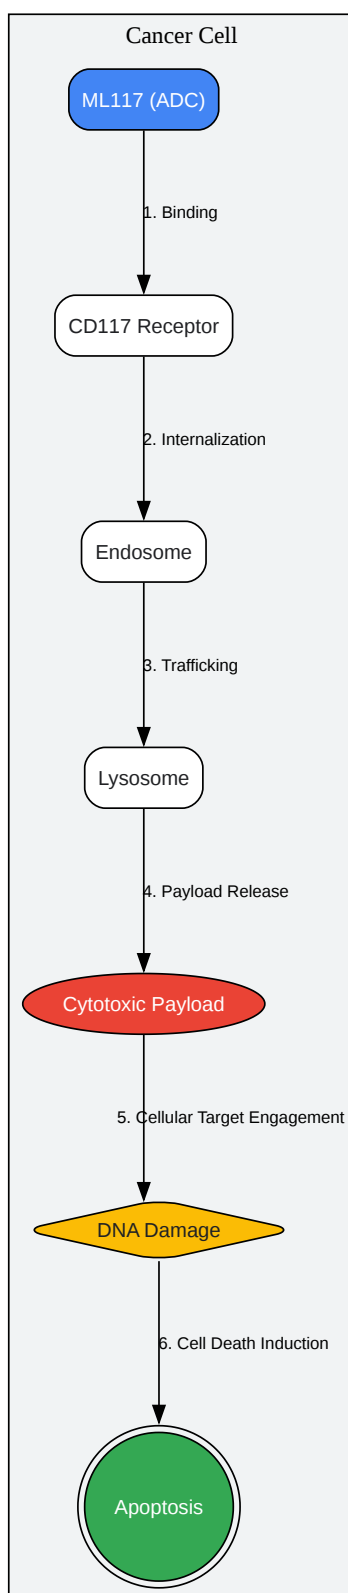 Cancer Cell
ML117 (ADC)
1. Binding
CD117 Receptor
2. Internalization
Endosome
3. Trafficking
Lysosome
4. Payload Release
Cytotoxic Payload
5. Cellular Target Engagement
DNA Damage
6. Cell Death Induction
Apoptosis